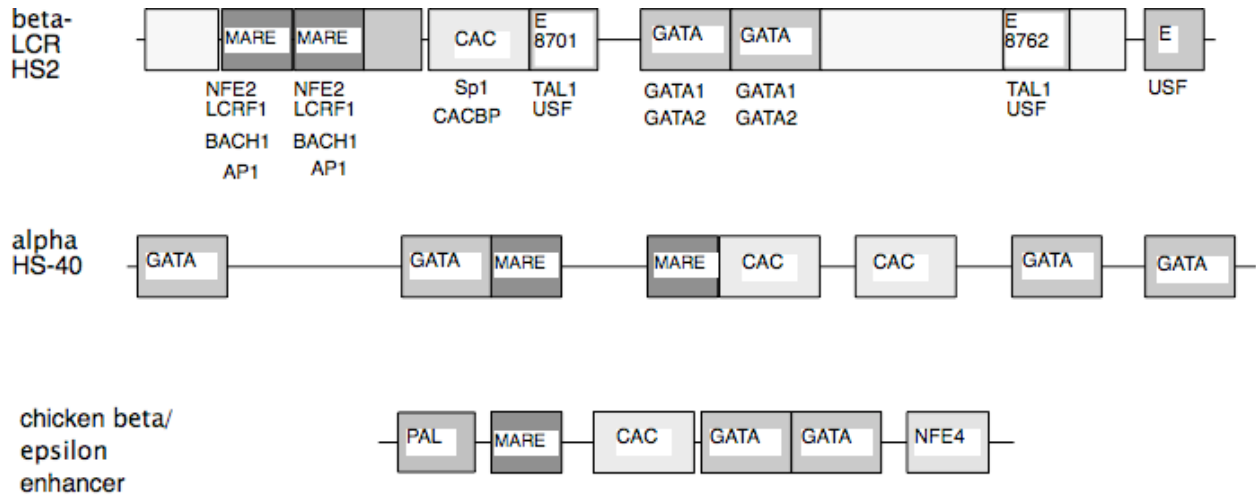 beta-
LCR
HS2
MARE MARE CAC E 8701 GATA GATA E 8762 E
NFE2 NFE2 Sp1 TAL1 GATA1 GATA1 TAL1 USF
LCRF1 LCRF1 CACBP USF GATA2 GATA2 USF
BACH1 BACH1
AP1 AP1
alpha
HS-40
GATA GATA MARE MARE CAC CAC GATA GATA
chicken beta/
epsilon
enhancer
PAL MARE CAC GATA GATA NFE4